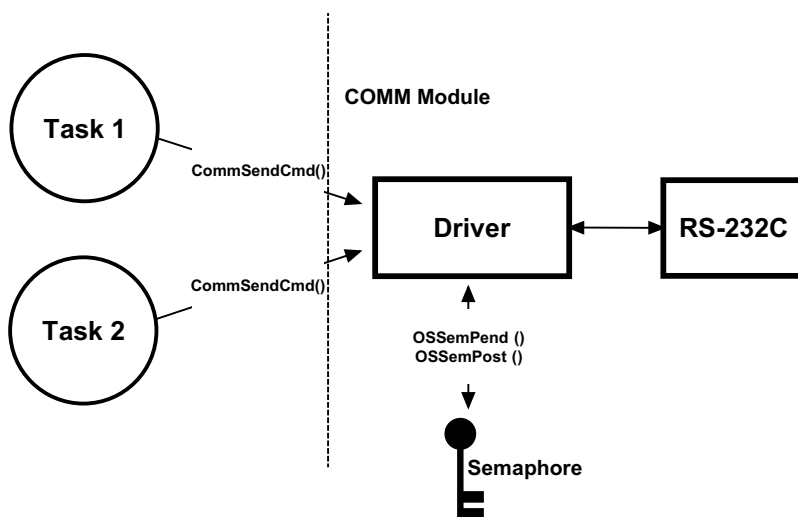 COMM Module
Task 1
CommSendCmd()
Driver
RS-232C
CommSendCmd()
Task 2
OSSemPend ()
OSSemPost ()
Semaphore